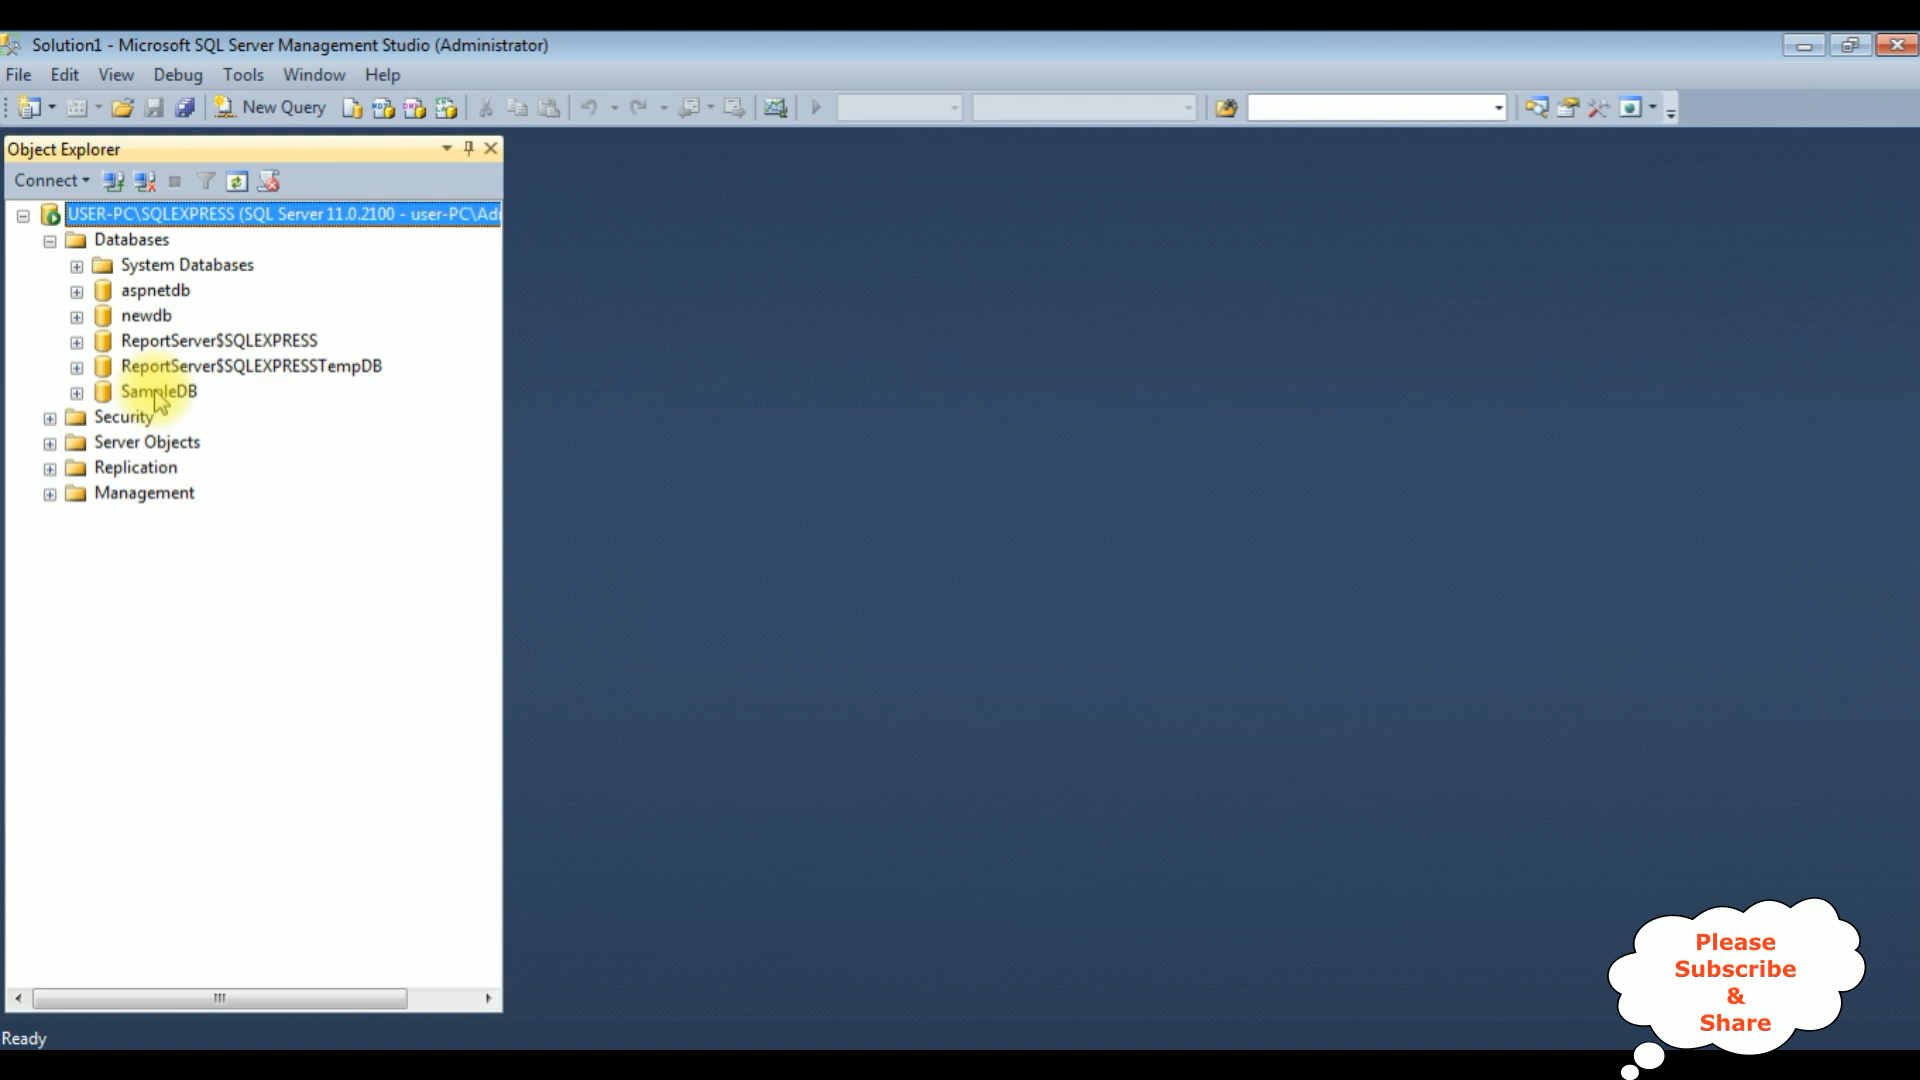 Solution1 - Microsoft SQL Server Management Studio (Administrator)
File Edit View Debug Tools Window Help
New Query
Object Explorer
Connect
USER-PC\SQLEXPRESS (SQL Server 11.0.2100 - user-PC\Ad
Databases
System Databases
aspnetdb
newdb
ReportServer$SQLEXPRESS
ReportServer$SQLEXPRESSTempDB
SampleDB
Security
Server Objects
Replication
Management
Ready
Please
Subscribe
&
Share